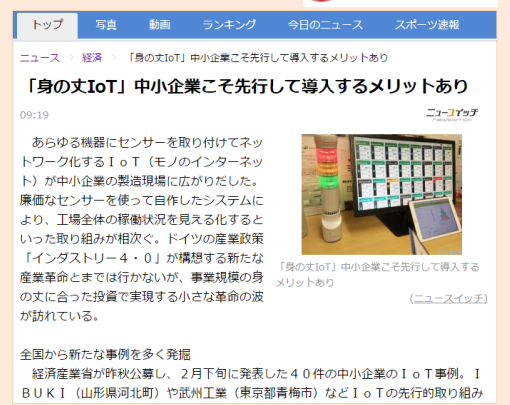 トップ 写真 動画 ランキング 今日のニュース スポーツ速報
ニュース > 経済 > 「身の丈IoT」中小企業こそ先行して導入するメリットあり
「身の丈IoT」中小企業こそ先行して導入するメリットあり
09:19
ニュースイッチ
NEWSWITCH
あらゆる機器にセンサーを取り付けてネッ
トワーク化するＩｏＴ（モノのインターネッ
ト）が中小企業の製造現場に広がりだした。
廉価なセンサーを使って自作したシステムに
より、工場全体の稼働状況を見える化すると
いった取り組みが相次ぐ。ドイツの産業政策
「インダストリー４・０」が構想する新たな
産業革命とまでは行かないが、事業規模の身
の丈に合った投資で実現する小さな革命の波
が訪れている。
「身の丈IoT」中小企業こそ先行して導入する
メリットあり
(ニュースイッチ)
全国から新たな事例を多く発掘
経済産業省が昨秋公募し、２月下旬に発表した４０件の中小企業のＩｏＴ事例。Ｉ
ＢＵＫＩ（山形県河北町）や武州工業（東京都青梅市）などＩｏＴの先行的取り組み